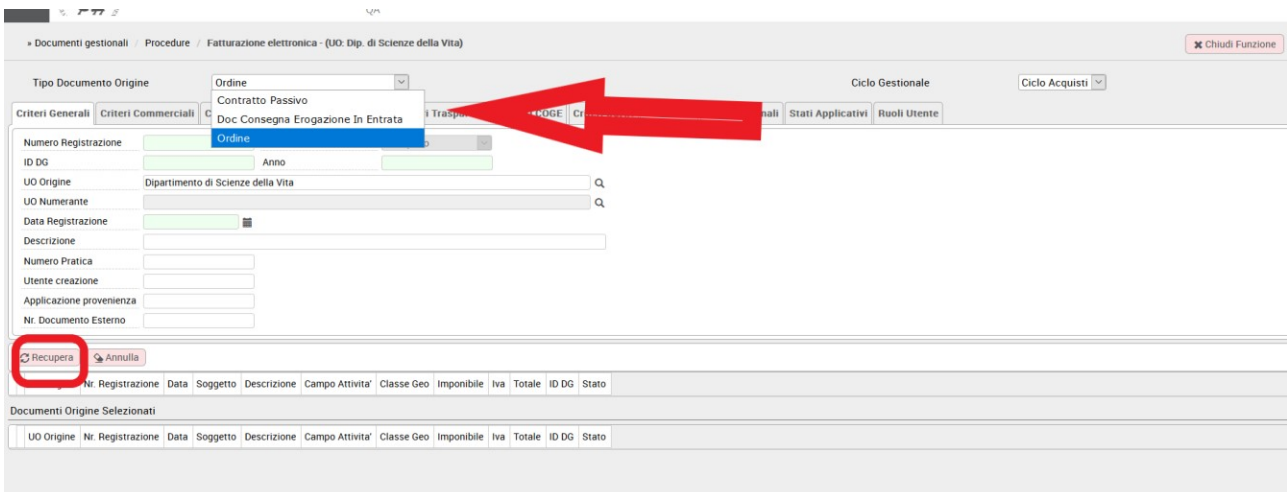 QA
» Documenti gestionali / Procedure / Fatturazione elettronica - (UO: Dip. di Scienze della Vita)
Chiudi Funzione
Tipo Documento Origine Ordine Ciclo Gestionale Ciclo Acquisti
Contratto Passivo
Doc Consegna Erogazione In Entrata
Ordine
Criteri Generali Criteri Commerciali COGE Stati Applicativi Ruoli Utente
Numero Registrazione
ID DG Anno
UO Origine Dipartimento di Scienze della Vita
UO Numerante
Data Registrazione
Descrizione
Numero Pratica
Utente creazione
Applicazione provenienza
Nr. Documento Esterno
Recupera Annulla
Nr. Registrazione Data Soggetto Descrizione Campo Attivita' Classe Geo Imponibile Iva Totale ID DG Stato
Documenti Origine Selezionati
UO Origine Nr. Registrazione Data Soggetto Descrizione Campo Attivita' Classe Geo Imponibile Iva Totale ID DG Stato